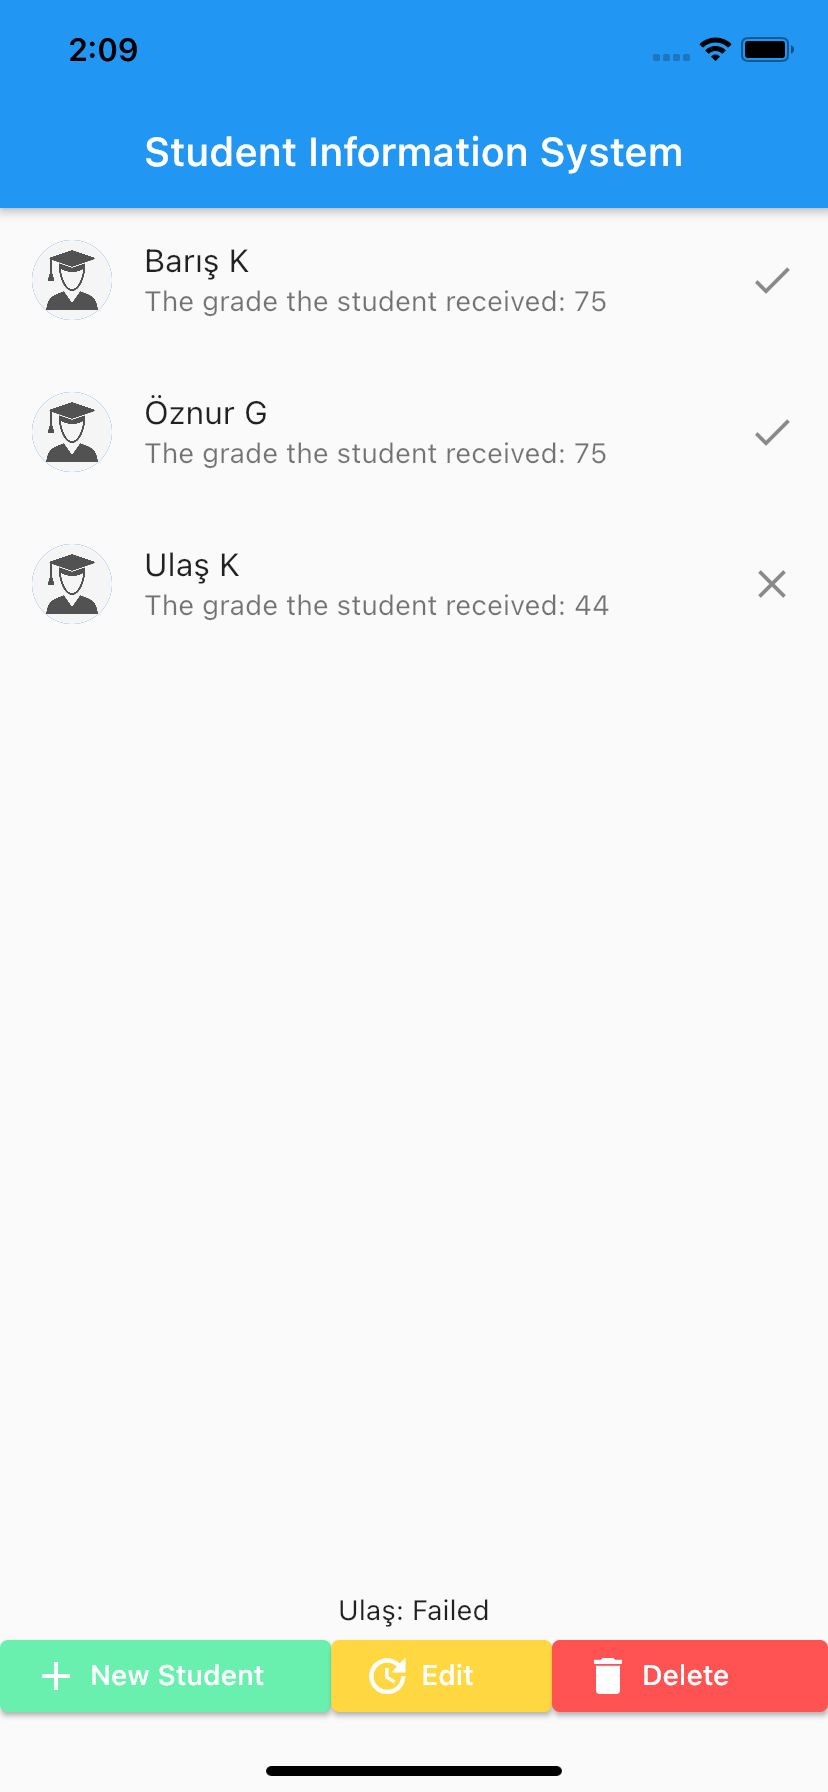 2:09
Student Information System
Barış K
The grade the student received: 75
Öznur G
The grade the student received: 75
Ulaş K
The grade the student received: 44
Ulaş: Failed
New Student
Edit
Delete